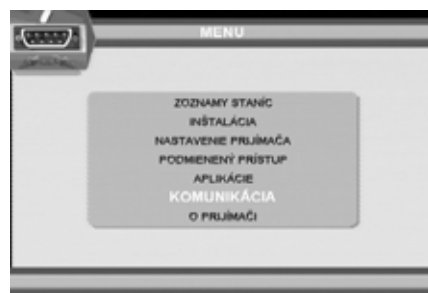 MENU
ZOZNAMY STANÍC
INŠTALÁCIA
NASTAVENIE PRIJÍMAČA
PODMIENENÝ PRÍSTUP
APLIKÁCIE
KOMUNIKÁCIA
O PRIJÍMAČI